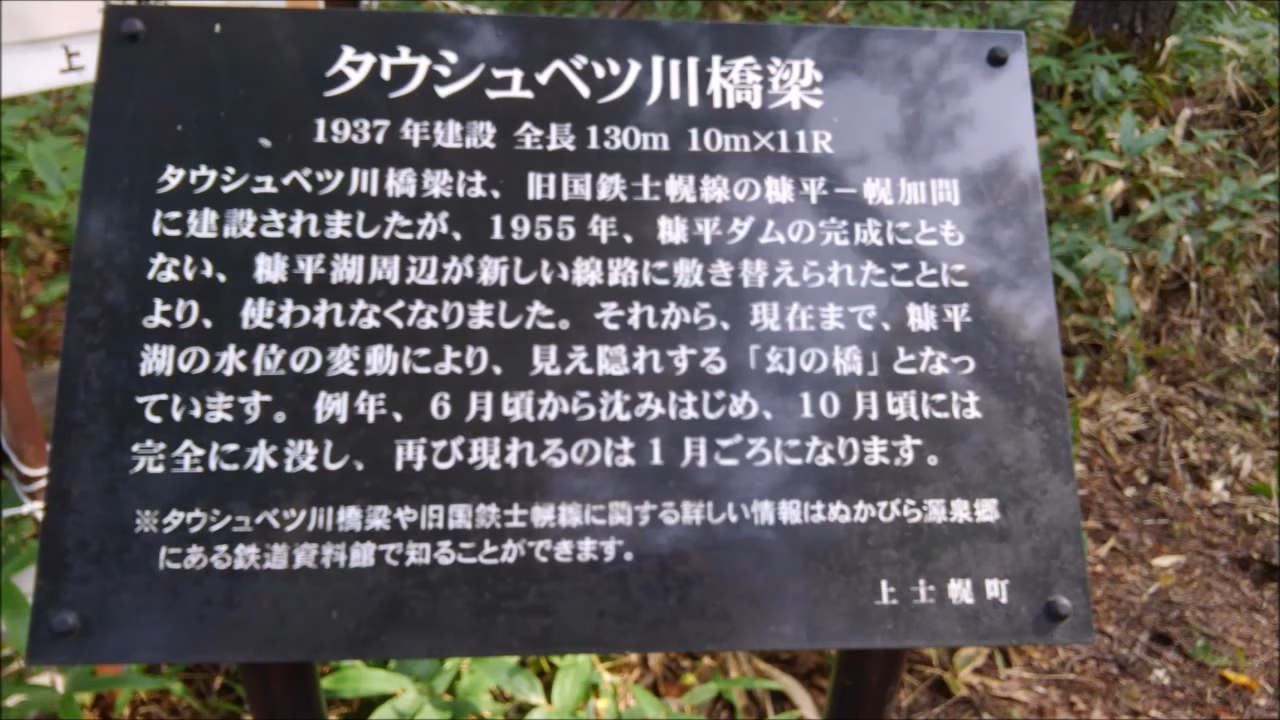 上
タウシュベツ川橋梁
1937年建設 全長130m 10m×11R
タウシュベツ川橋梁は、旧国鉄士幌線の糠平－幌加間
に建設されましたが、1955年、糠平ダムの完成にとも
ない、糠平湖周辺が新しい線路に敷き替えられたことに
より、使われなくなりました。それから、現在まで、糠平
湖の水位の変動により、見え隠れする「幻の橋」となっ
ています。例年、6月頃から沈みはじめ、10月頃には
完全に水没し、再び現れるのは1月ごろになります。
※タウシュベツ川橋梁や旧国鉄士幌線に関する詳しい情報はぬかびら源泉郷
にある鉄道資料館で知ることができます。
上士幌町